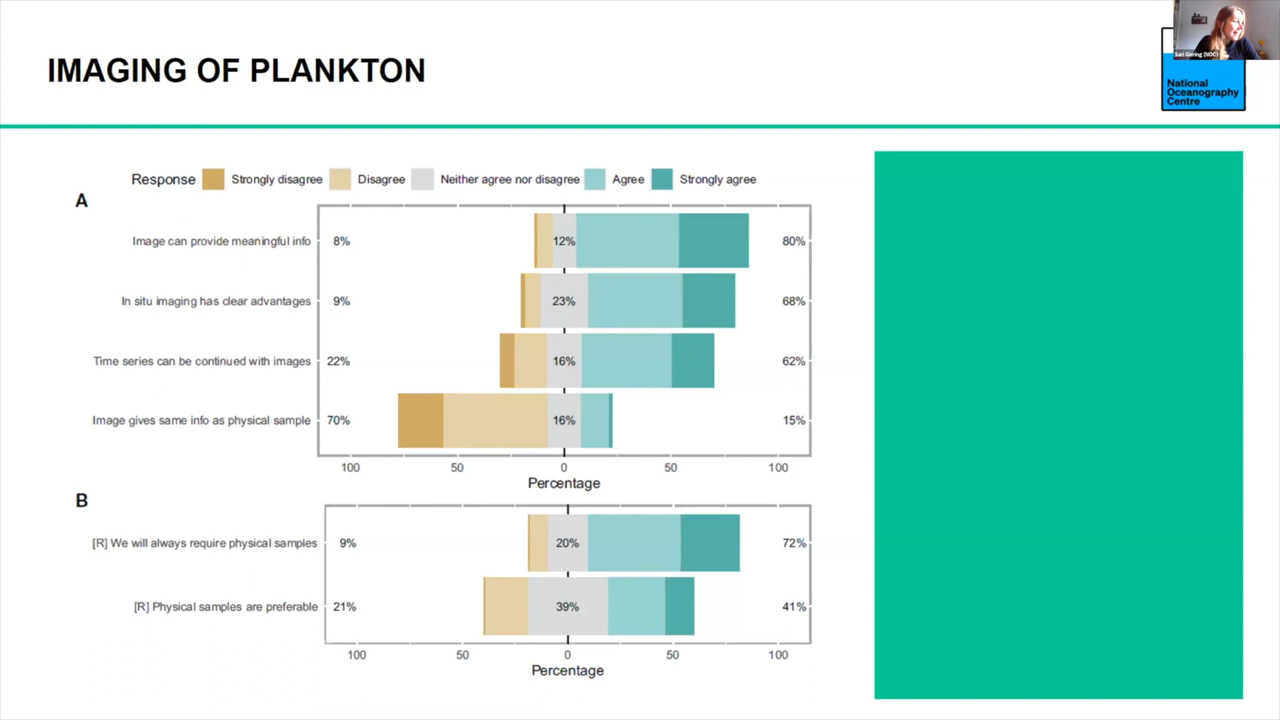 IMAGING OF PLANKTON
Sari Giering (NOC)
National
Oceanography
Centre
Response Strongly disagree Disagree Neither agree nor disagree Agree Strongly agree
A
Image can provide meaningful info 8% 12% 80%
In situ imaging has clear advantages 9% 23% 68%
Time series can be continued with images 22% 16% 62%
Image gives same info as physical sample 70% 16% 15%
100 50 0 50 100
Percentage
B
[R] We will always require physical samples 9% 20% 72%
[R] Physical samples are preferable 21% 39% 41%
100 50 0 50 100
Percentage